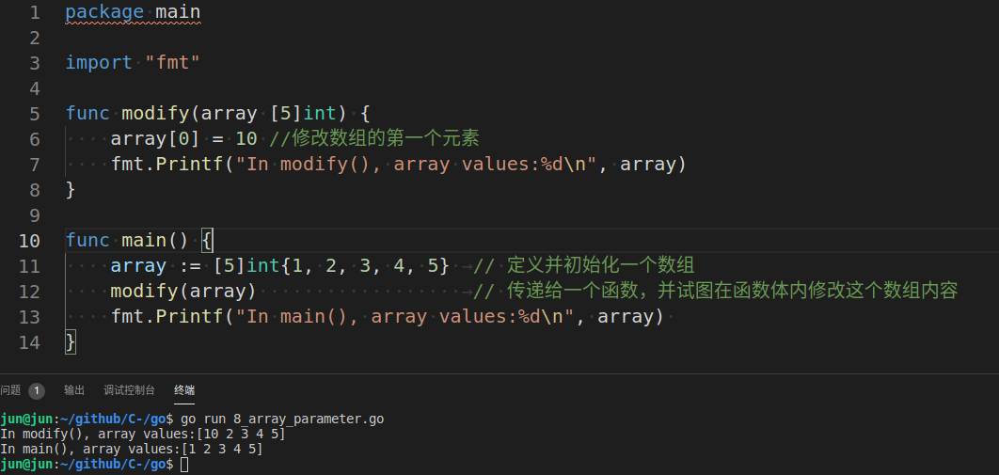 1 package main
2
3 import "fmt"
4
5 func modify(array [5]int) {
6     array[0] = 10 //修改数组的第一个元素
7     fmt.Printf("In modify(), array values:%d\n", array)
8 }
9
10 func main() {
11     array := [5]int{1, 2, 3, 4, 5} // 定义并初始化一个数组
12     modify(array) // 传递给一个函数，并试图在函数体内修改这个数组内容
13     fmt.Printf("In main(), array values:%d\n", array)
14 }
问题 1 输出 调试控制台 终端
jun@jun:~/github/C-/go$ go run 8_array_parameter.go
In modify(), array values:[10 2 3 4 5]
In main(), array values:[1 2 3 4 5]
jun@jun:~/github/C-/go$